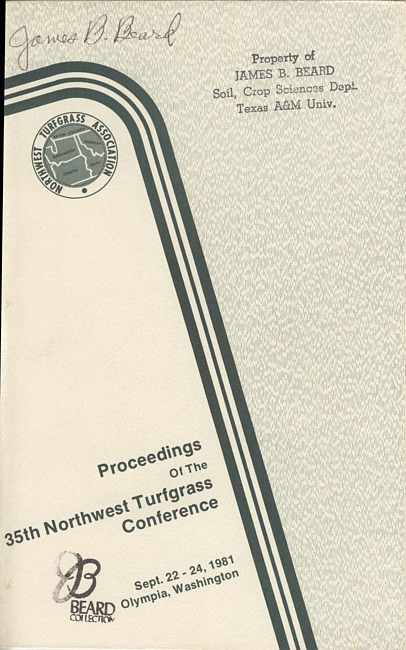 James B. Beard
Property of
JAMES B. BEARD
Soil, Crop Sciences Dept.
Texas A&M Univ.
NORTHWEST TURFGRASS ASSOCIATION
Proceedings
Of The
35th Northwest Turfgrass
Conference
Sept. 22 - 24, 1981
Olympia, Washington
JB
BEARD
COLLECTION